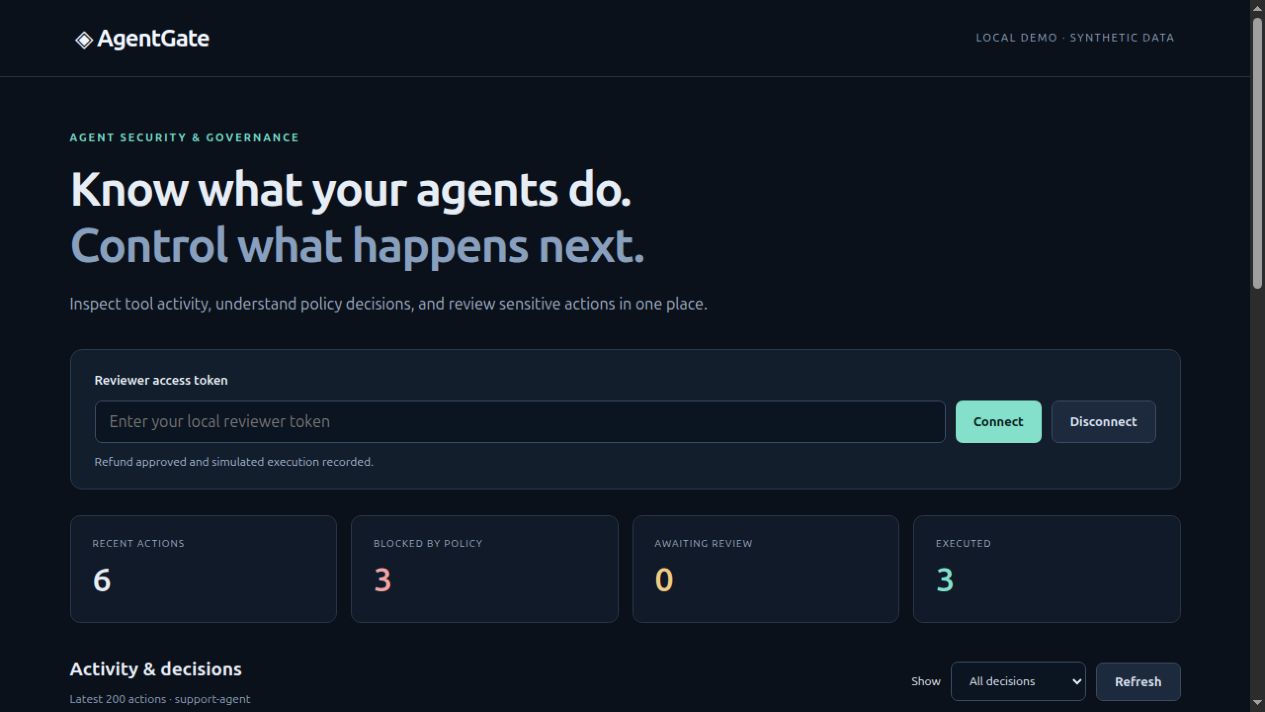 ◈ AgentGate
LOCAL DEMO · SYNTHETIC DATA
AGENT SECURITY & GOVERNANCE
Know what your agents do.
Control what happens next.
Inspect tool activity, understand policy decisions, and review sensitive actions in one place.
Reviewer access token
Enter your local reviewer token
Connect
Disconnect
Refund approved and simulated execution recorded.
RECENT ACTIONS
6
BLOCKED BY POLICY
3
AWAITING REVIEW
0
EXECUTED
3
Activity & decisions
Show
All decisions
Refresh
Latest 200 actions · support-agent